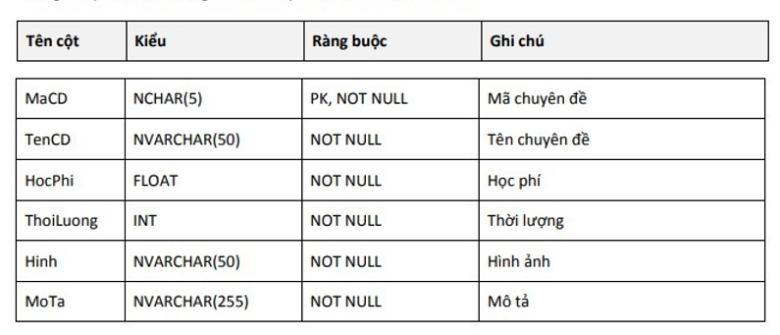 Tên cột Kiểu Ràng buộc Ghi chú
MaCD NCHAR(5) PK, NOT NULL Mã chuyên đề
TenCD NVARCHAR(50) NOT NULL Tên chuyên đề
HocPhi FLOAT NOT NULL Học phí
ThoiLuong INT NOT NULL Thời lượng
Hinh NVARCHAR(50) NOT NULL Hình ảnh
MoTa NVARCHAR(255) NOT NULL Mô tả